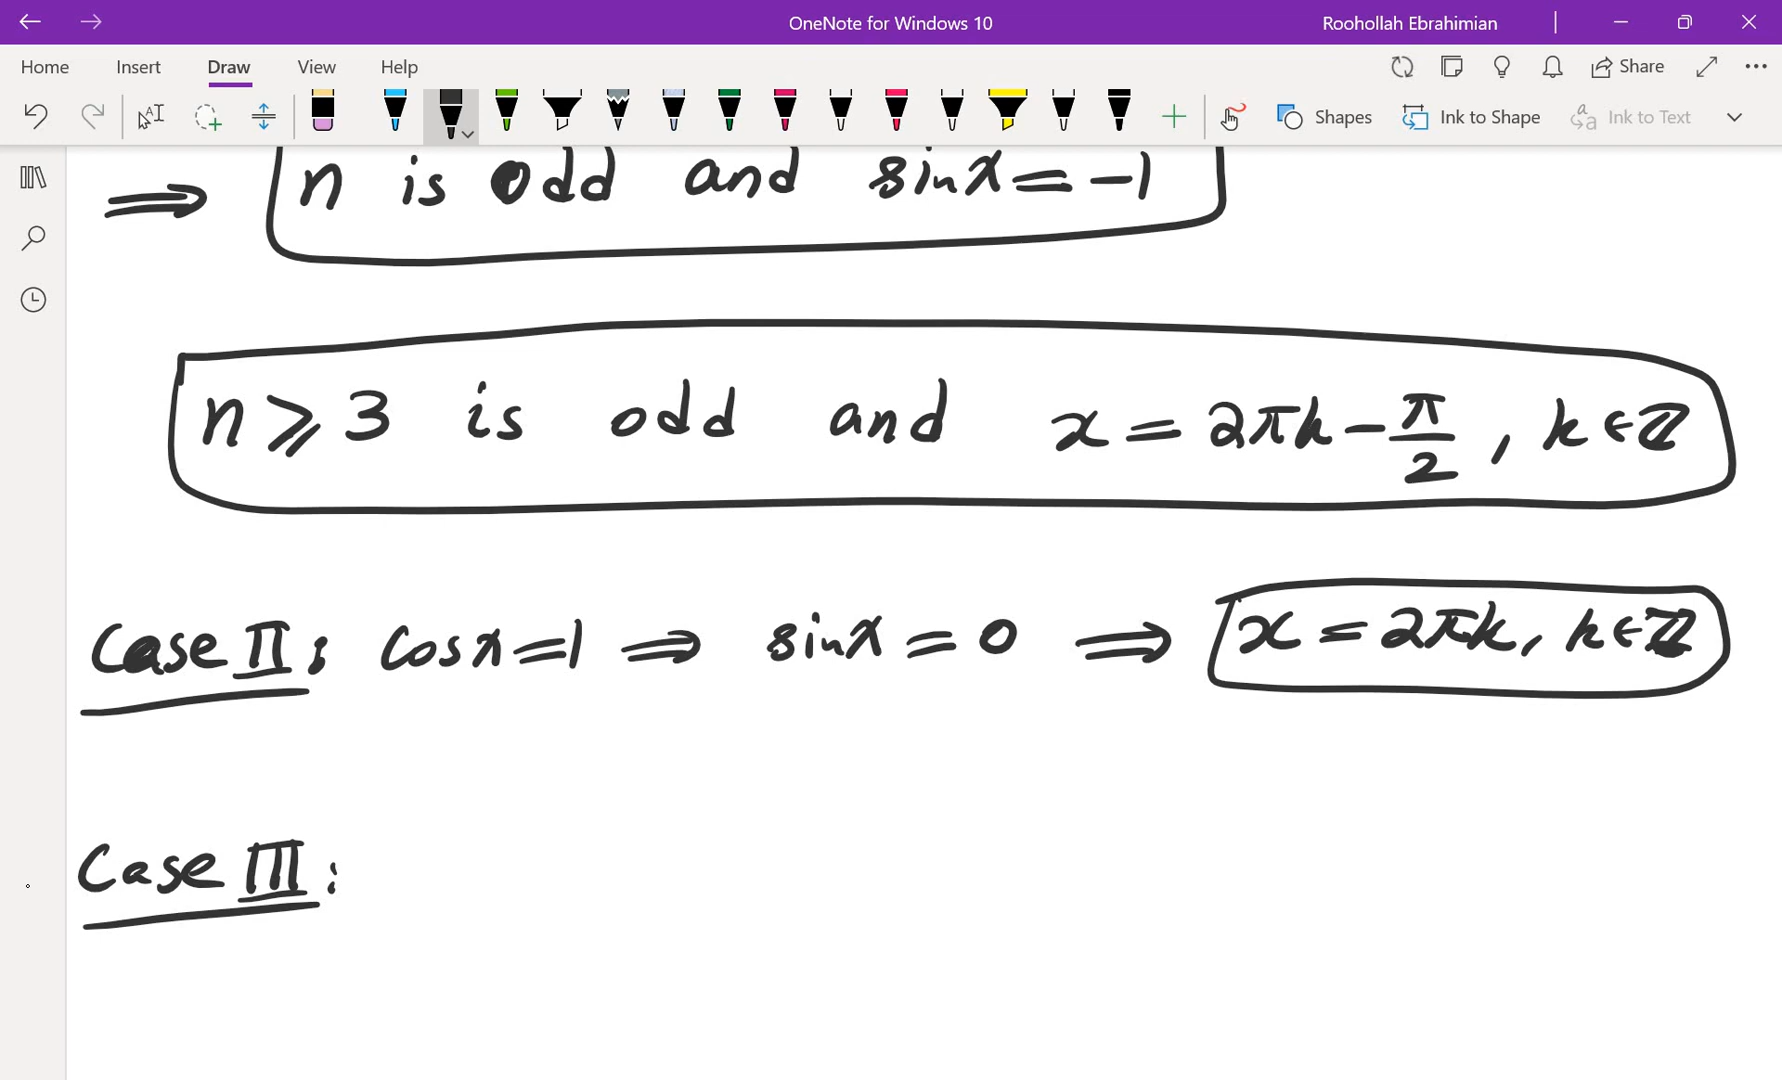 OneNote for Windows 10
Roohollah Ebrahimian
Home Insert Draw View Help
Share
Shapes Ink to Shape Ink to Text
⟹ n is odd and sinx = -1
n ⩾ 3 is odd and x = 2πk - π/2 , k ∈ ℤ
Case II: cosx = 1 ⟹ sinx = 0 ⟹ x = 2πk, k ∈ ℤ
Case III: